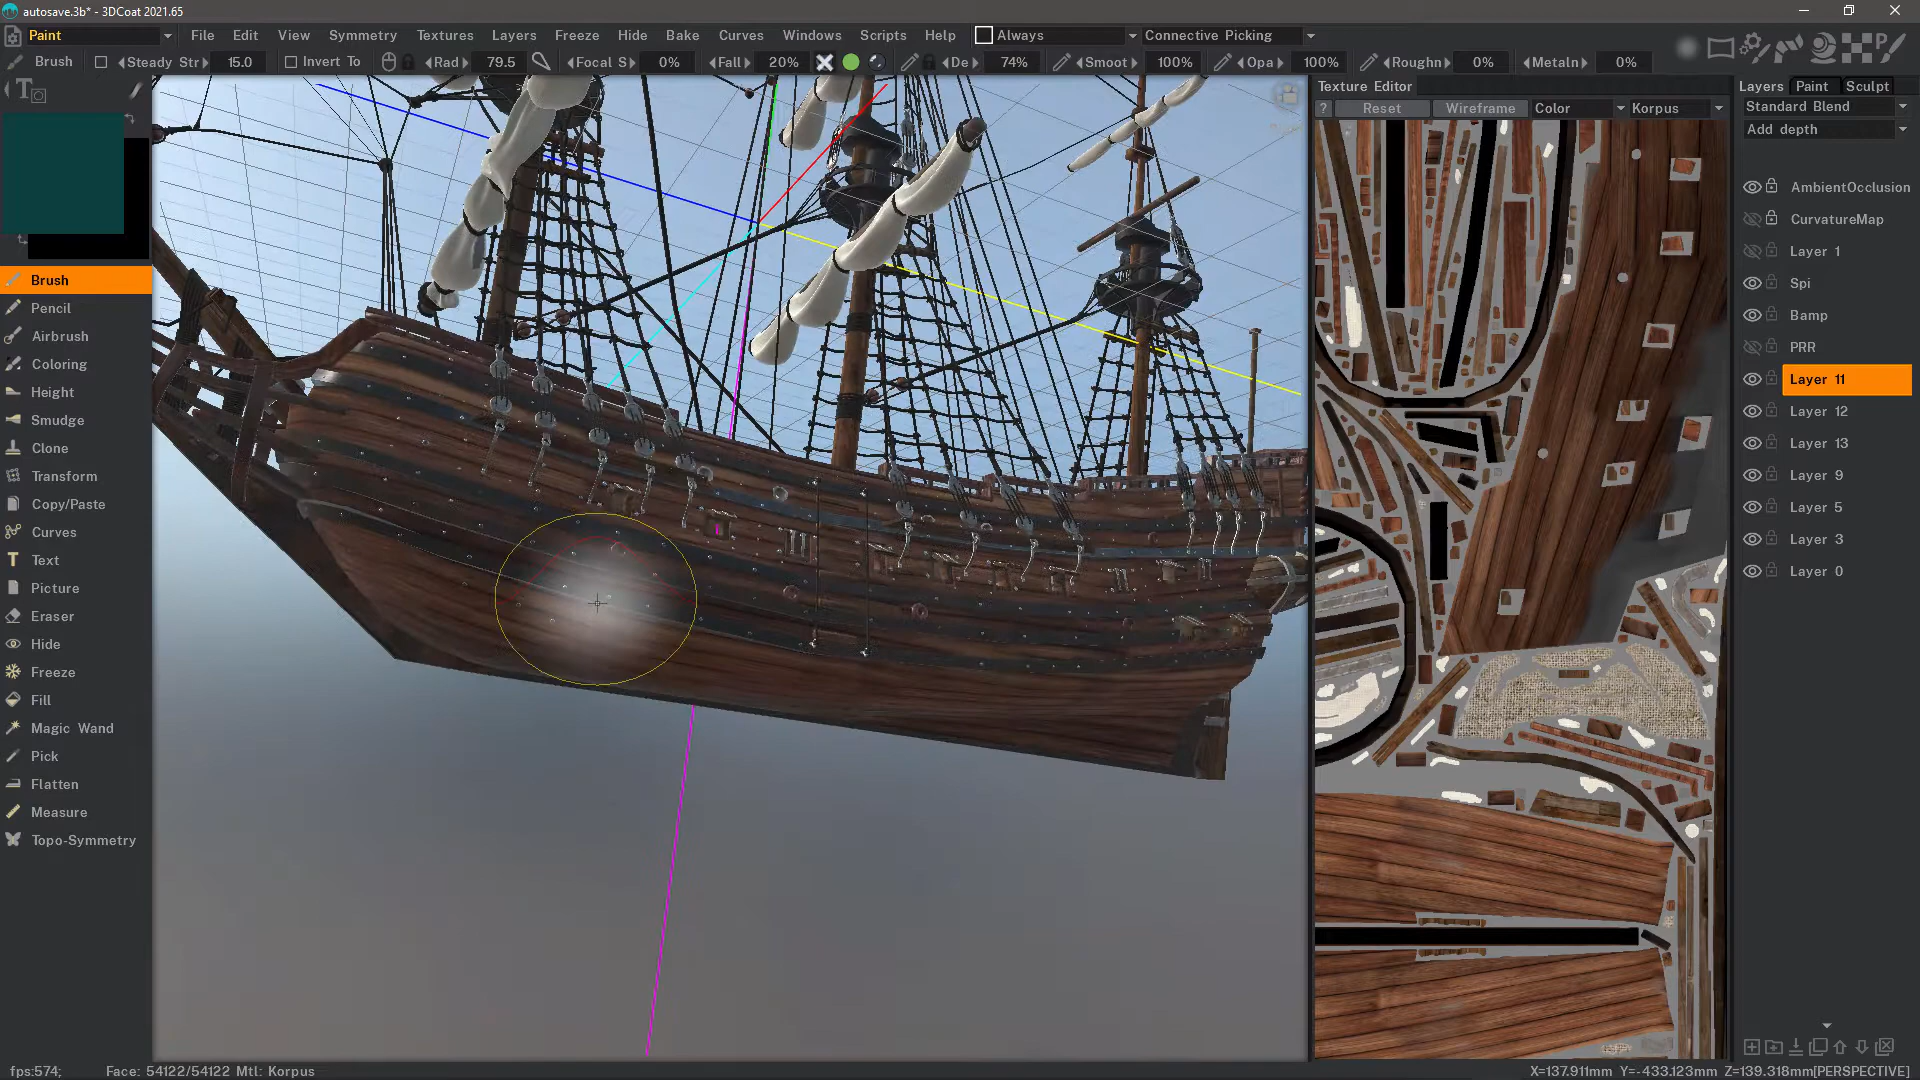 autosave.3b* - 3DCoat 2021.65
Paint File Edit View Symmetry Textures Layers Freeze Hide Bake Curves Windows Scripts Help Always Connective Picking
Brush Steady Str 15.0 Invert To Rad 79.5 Focal S 0% Fall 20% De 74% Smoot 100% Opa 100% Roughn 0% Metaln 0%
Texture Editor
? Reset Wireframe Color Korpus
Layers Paint Sculpt
Standard Blend
Add depth
AmbientOcclusion
CurvatureMap
Layer 1
Spi
Bamp
PRR
Layer 11
Layer 12
Layer 13
Layer 9
Layer 5
Layer 3
Layer 0
Brush
Pencil
Airbrush
Coloring
Height
Smudge
Clone
Transform
Copy/Paste
Curves
Text
Picture
Eraser
Hide
Freeze
Fill
Magic Wand
Pick
Flatten
Measure
Topo-Symmetry
fps:574; Face: 54122/54122 Mtl: Korpus
X=137.911mm Y=-433.123mm Z=139.318mm[PERSPECTIVE]